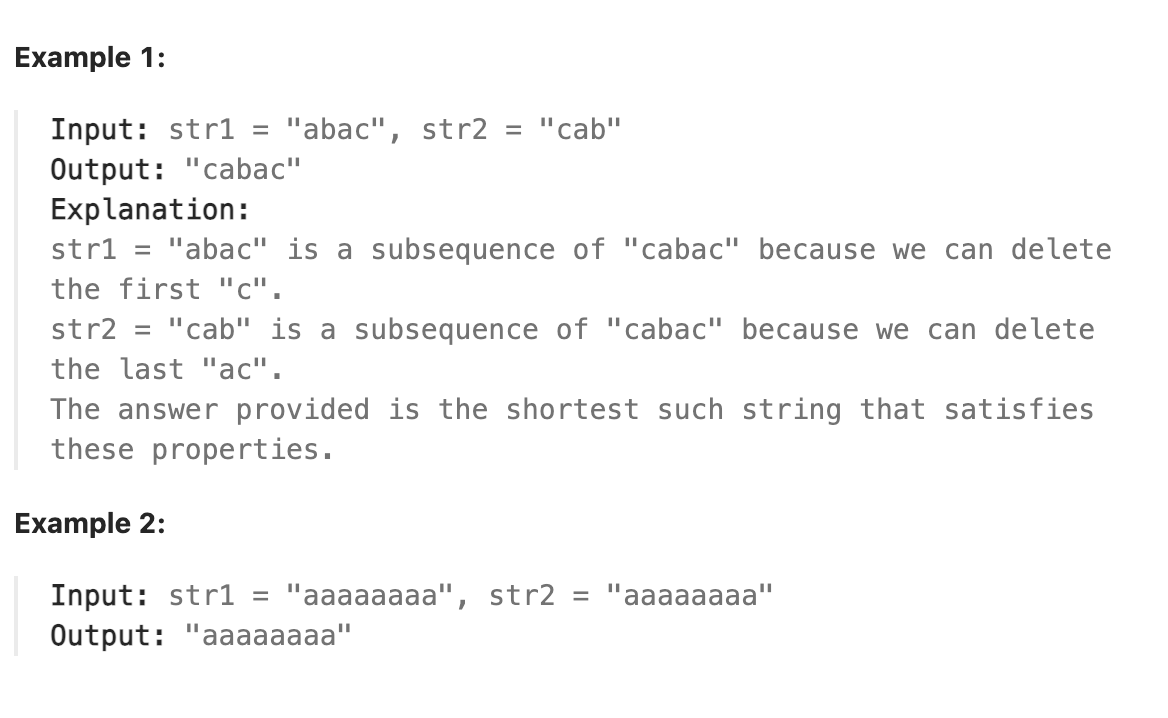 Example 1:
Input: str1 = "abac", str2 = "cab"
Output: "cabac"
Explanation:
str1 = "abac" is a subsequence of "cabac" because we can delete
the first "c".
str2 = "cab" is a subsequence of "cabac" because we can delete
the last "ac".
The answer provided is the shortest such string that satisfies
these properties.
Example 2:
Input: str1 = "aaaaaaaa", str2 = "aaaaaaaa"
Output: "aaaaaaaa"